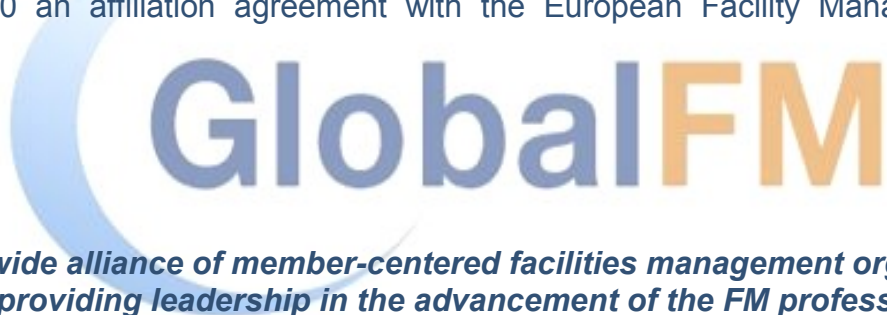 0 an affiliation agreement with the European Facility Mana
GlobalFM
wide alliance of member-centered facilities management org
providing leadership in the advancement of the FM profess